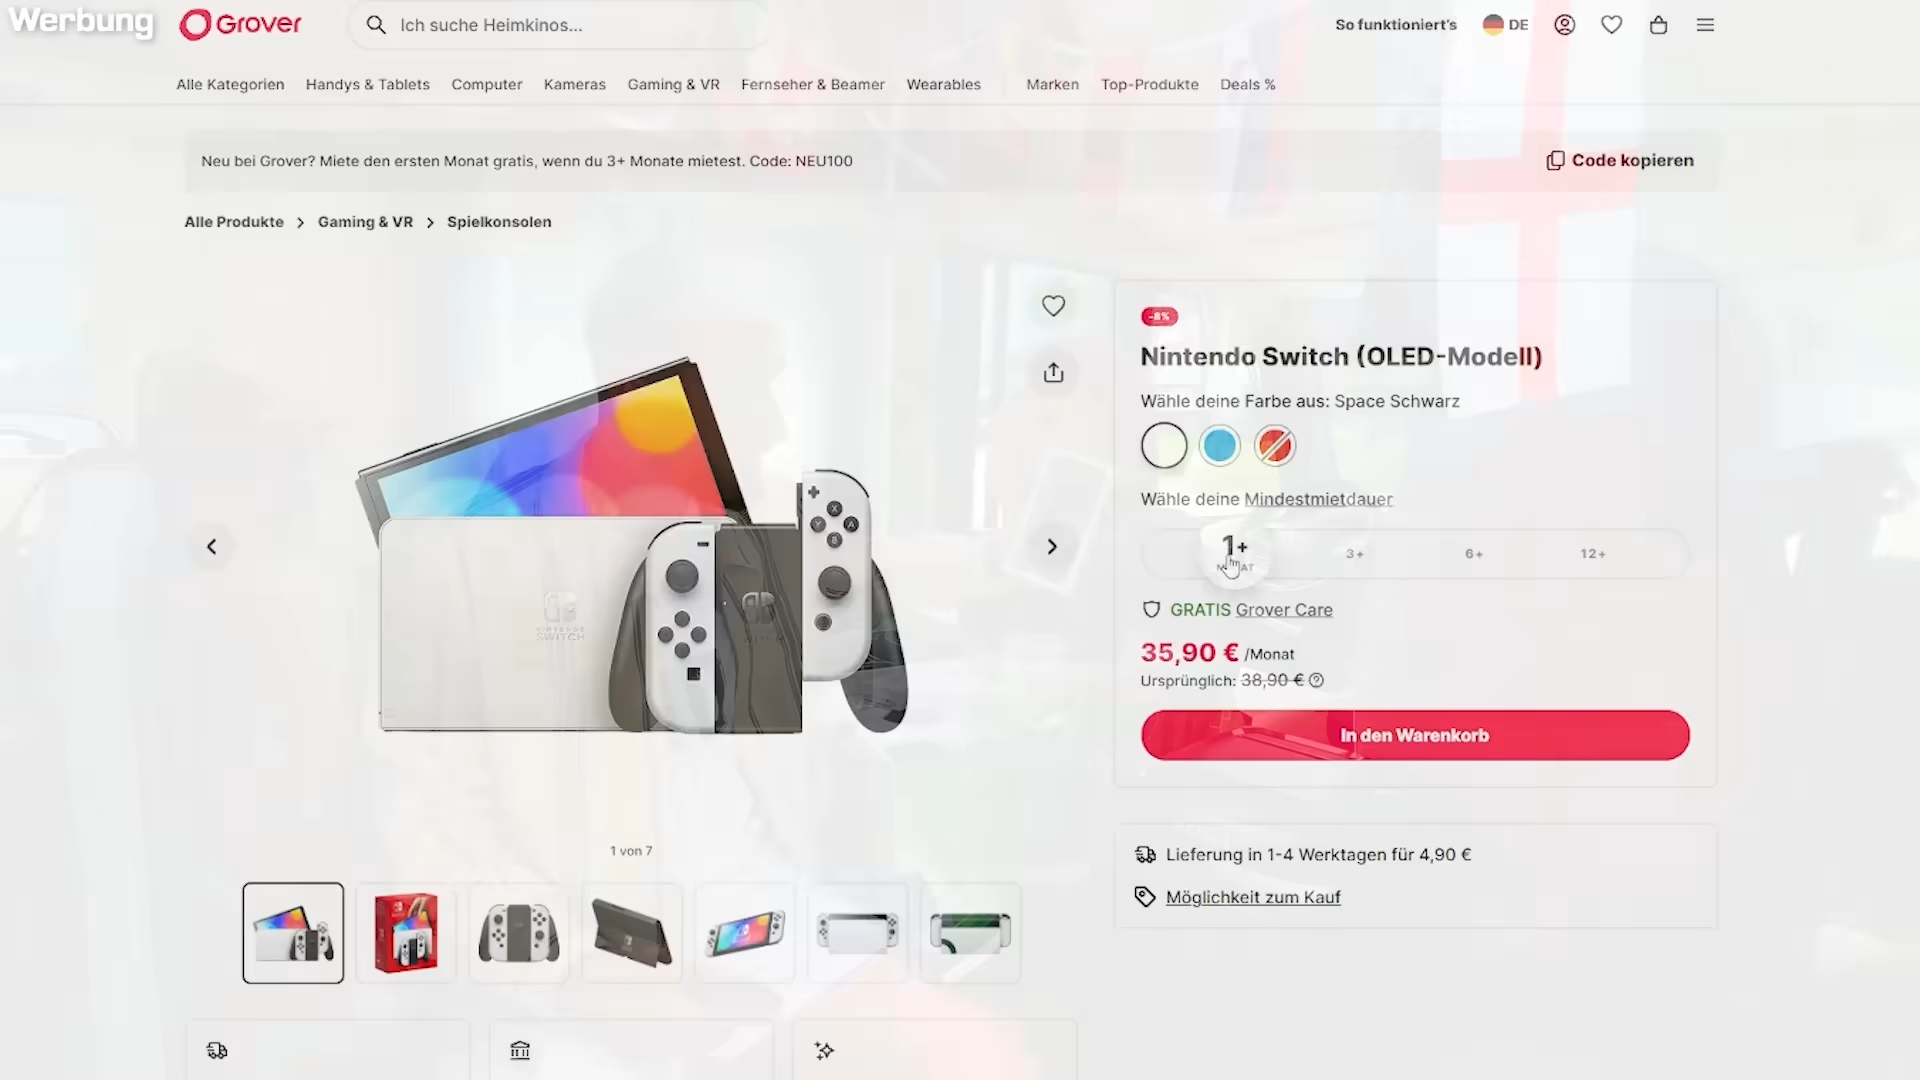 Werbung
Grover
Ich suche Heimkinos...
So funktioniert's
DE
Alle Kategorien
Handys & Tablets
Computer
Kameras
Gaming & VR
Fernseher & Beamer
Wearables
Marken
Top-Produkte
Deals %
Neu bei Grover? Miete den ersten Monat gratis, wenn du 3+ Monate mietest. Code: NEU100
Code kopieren
Alle Produkte > Gaming & VR > Spielkonsolen
-8%
Nintendo Switch (OLED-Modell)
Wähle deine Farbe aus: Space Schwarz
Wähle deine Mindestmietdauer
1+
3+
6+
12+
GRATIS Grover Care
35,90 € /Monat
Ursprünglich: 38,90 €
In den Warenkorb
NINTENDO
SWITCH
X
Y
A
B
1 von 7
Lieferung in 1-4 Werktagen für 4,90 €
Möglichkeit zum Kauf